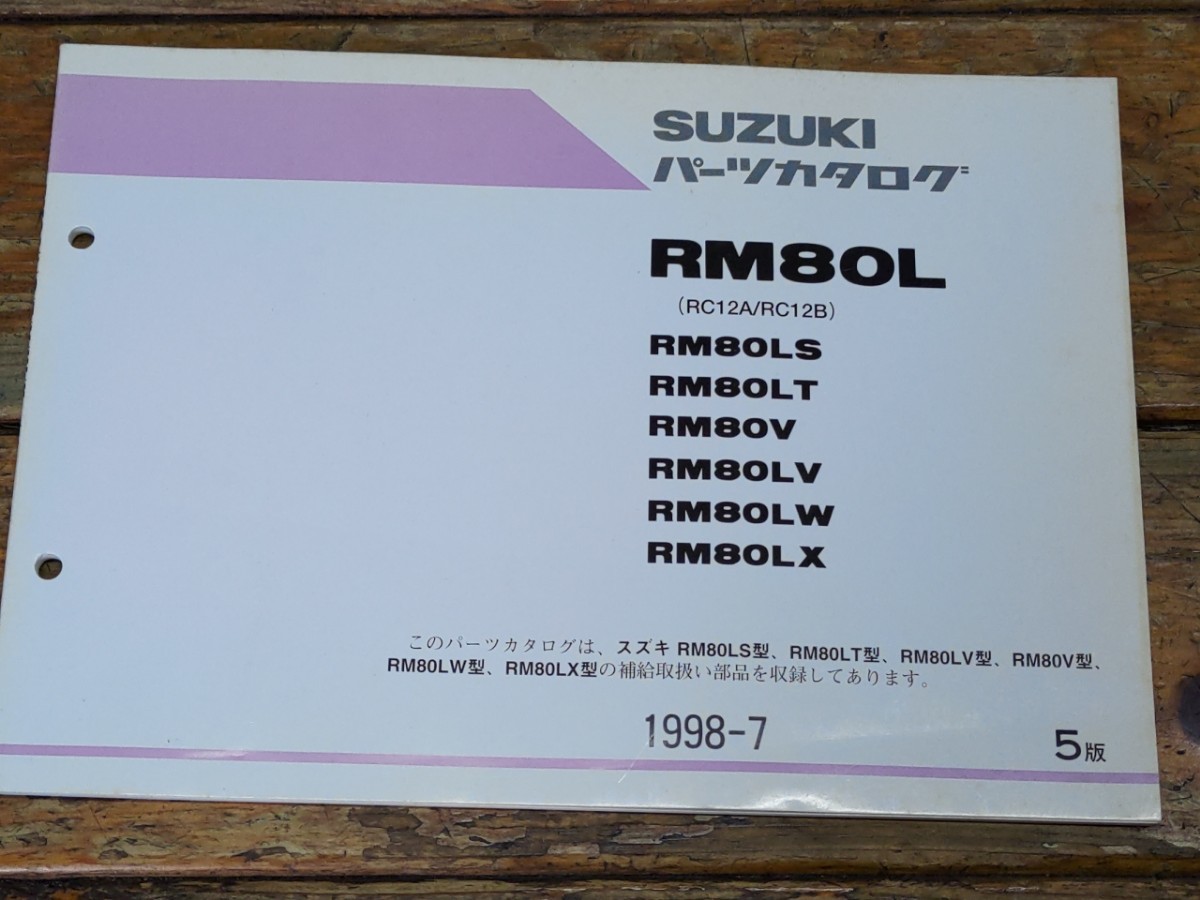 SUZUKI
パーツカタログ
RM80L
(RC12A/RC12B)
RM80LS
RM80LT
RM80V
RM80LV
RM80LW
RM80LX
このパーツカタログは、スズキ RM80LS型、RM80LT型、RM80LV型、RM80V型、
RM80LW型、RM80LX型の補給取扱い部品を収録してあります。
1998-7
5版